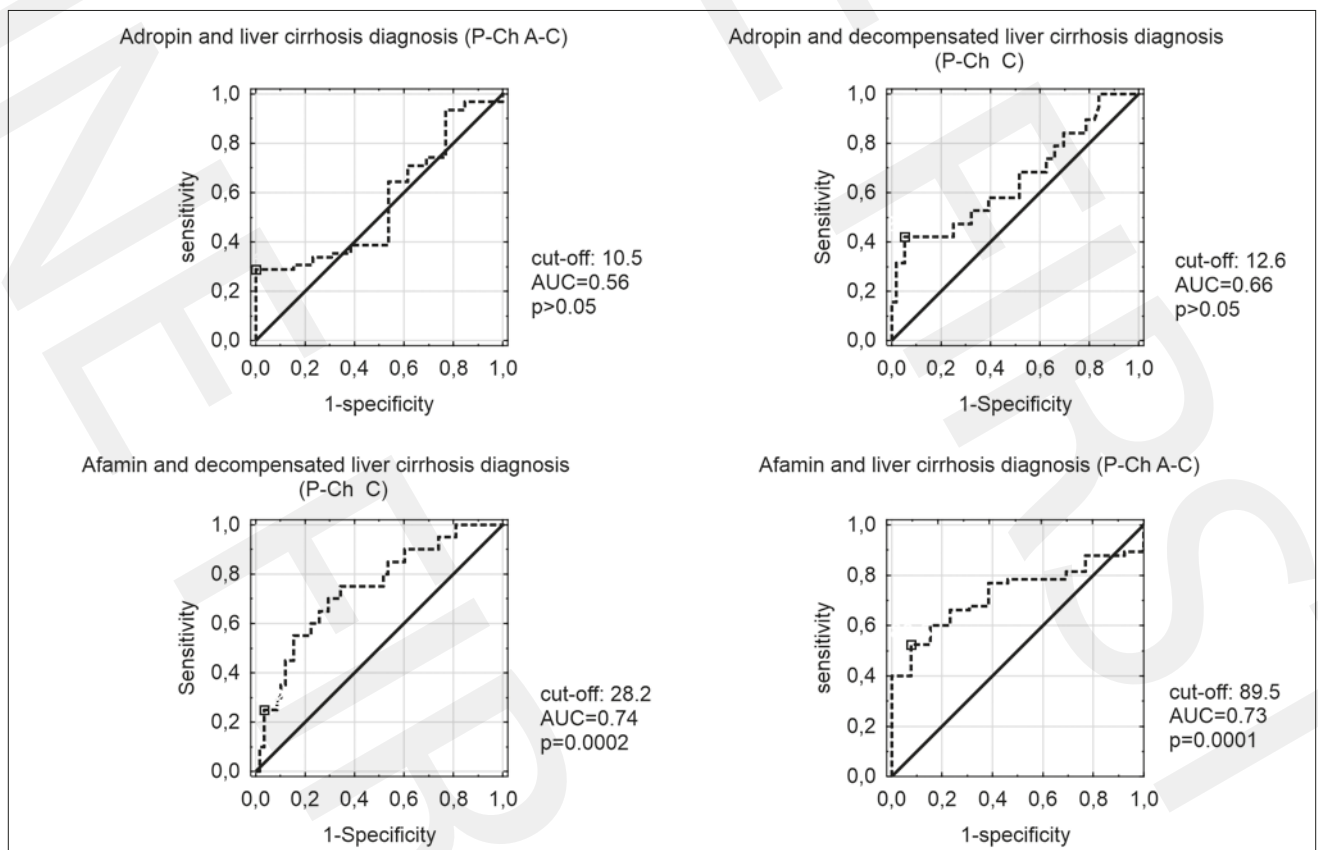 Adropin and liver cirrhosis diagnosis (P-Ch A-C)
1,0
0,8
0,6
0,4
0,2
0,0
sensitivity
0,0 0,2 0,4 0,6 0,8 1,0
1-specificity
cut-off: 10.5
AUC=0.56
p>0.05
Adropin and decompensated liver cirrhosis diagnosis
(P-Ch C)
1,0
0,8
0,6
0,4
0,2
0,0
Sensitivity
0,0 0,2 0,4 0,6 0,8 1,0
1-Specificity
cut-off: 12.6
AUC=0.66
p>0.05
Afamin and decompensated liver cirrhosis diagnosis
(P-Ch C)
1,0
0,8
0,6
0,4
0,2
0,0
Sensitivity
0,0 0,2 0,4 0,6 0,8 1,0
1-Specificity
cut-off: 28.2
AUC=0.74
p=0.0002
Afamin and liver cirrhosis diagnosis (P-Ch A-C)
1,0
0,8
0,6
0,4
0,2
0,0
sensitivity
0,0 0,2 0,4 0,6 0,8 1,0
1-specificity
cut-off: 89.5
AUC=0.73
p=0.0001